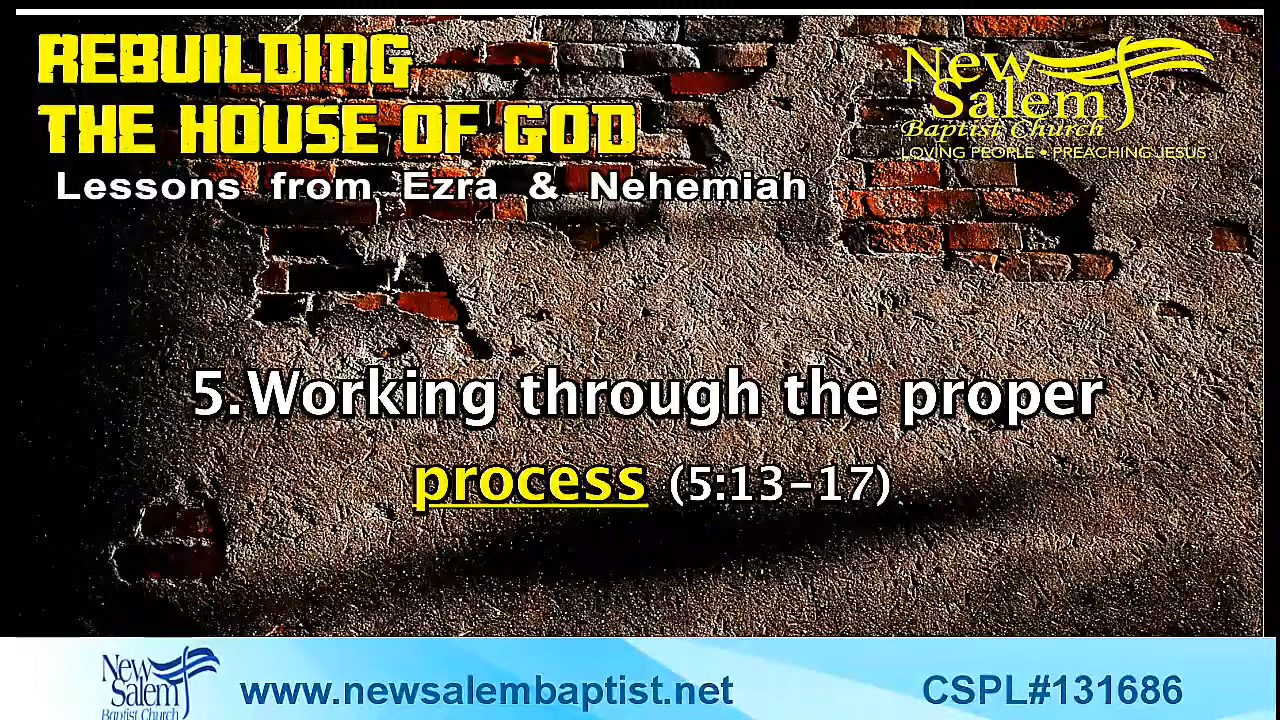 REBUILDING
THE HOUSE OF GOD
Lessons from Ezra & Nehemiah
New
Salem
Baptist Church
LOVING PEOPLE • PREACHING JESUS
5.Working through the proper
process (5:13-17)
New
Salem
Baptist Church
www.newsalembaptist.net
CSPL#131686